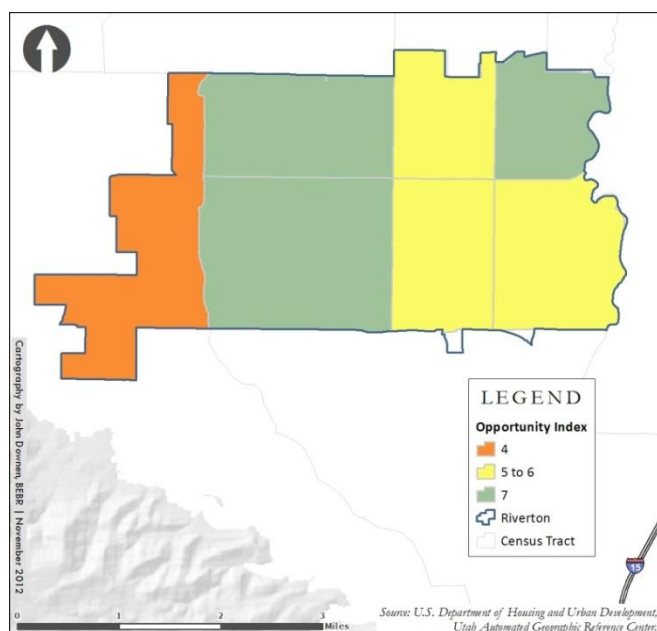 LEGEND
Opportunity Index
4
5 to 6
7
Riverton
Census Tract
Cartography by John Downen, BEBR | November 2012
15
0 1 2 3
Miles
Source: U.S. Department of Housing and Urban Development,
Utah Automated Geographic Reference Center.